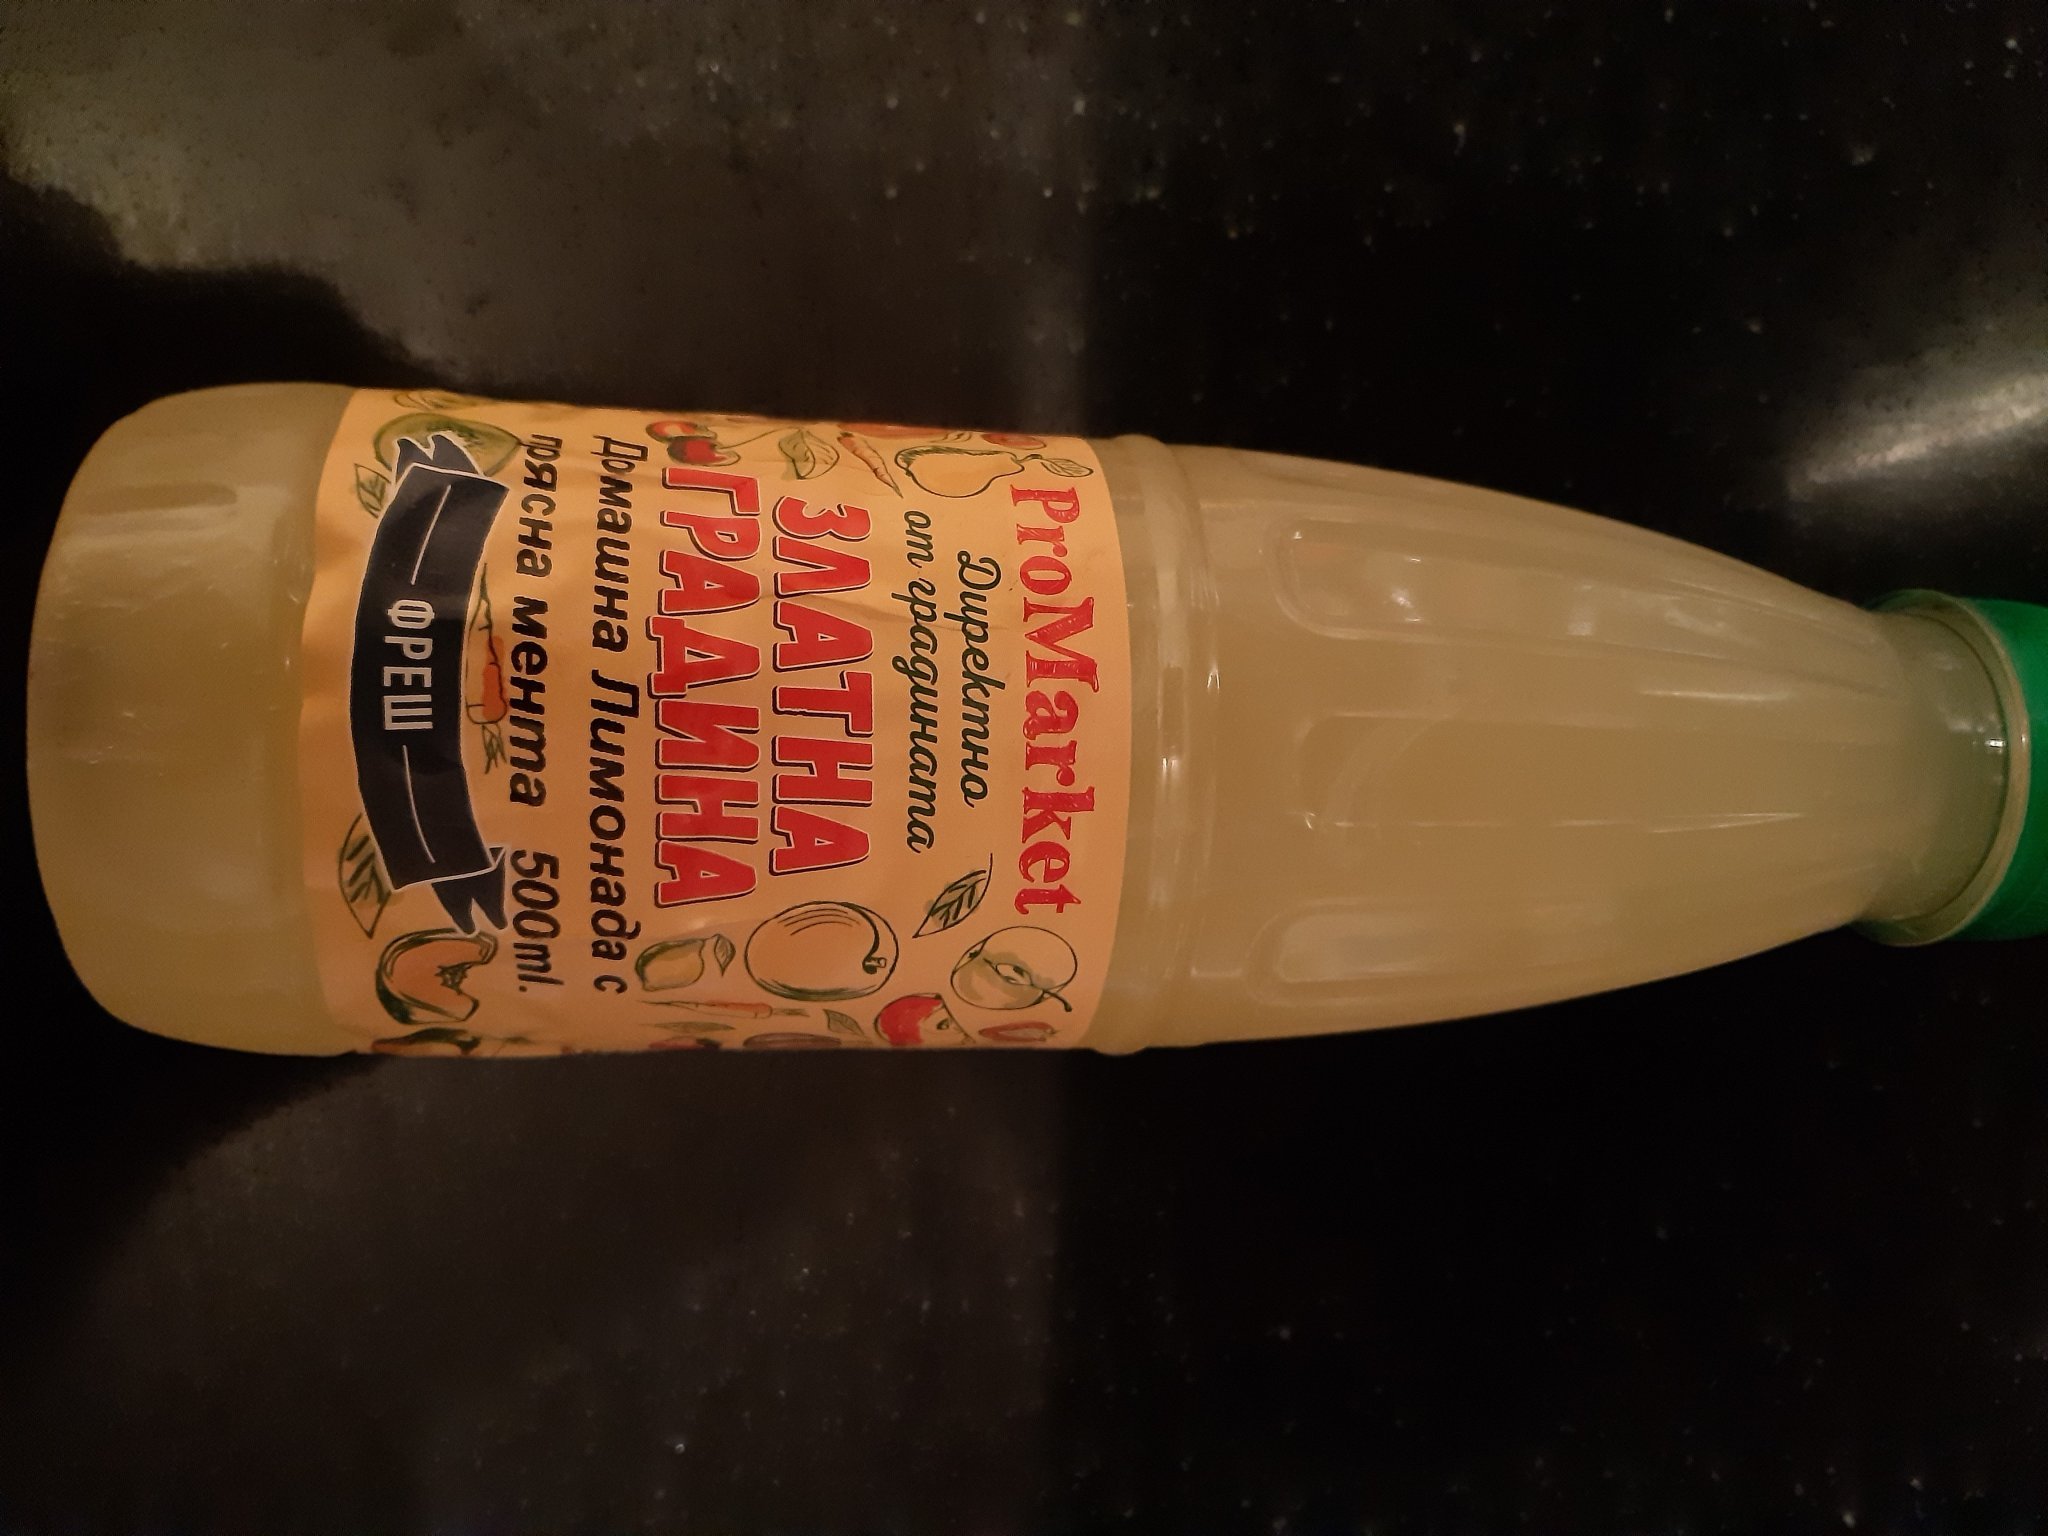 ProMarket
Директно
от градината
ЗЛАТНА
ГРАДИНА
Домашна Лимонада с
прясна мента 500ml.
ФРЕШ